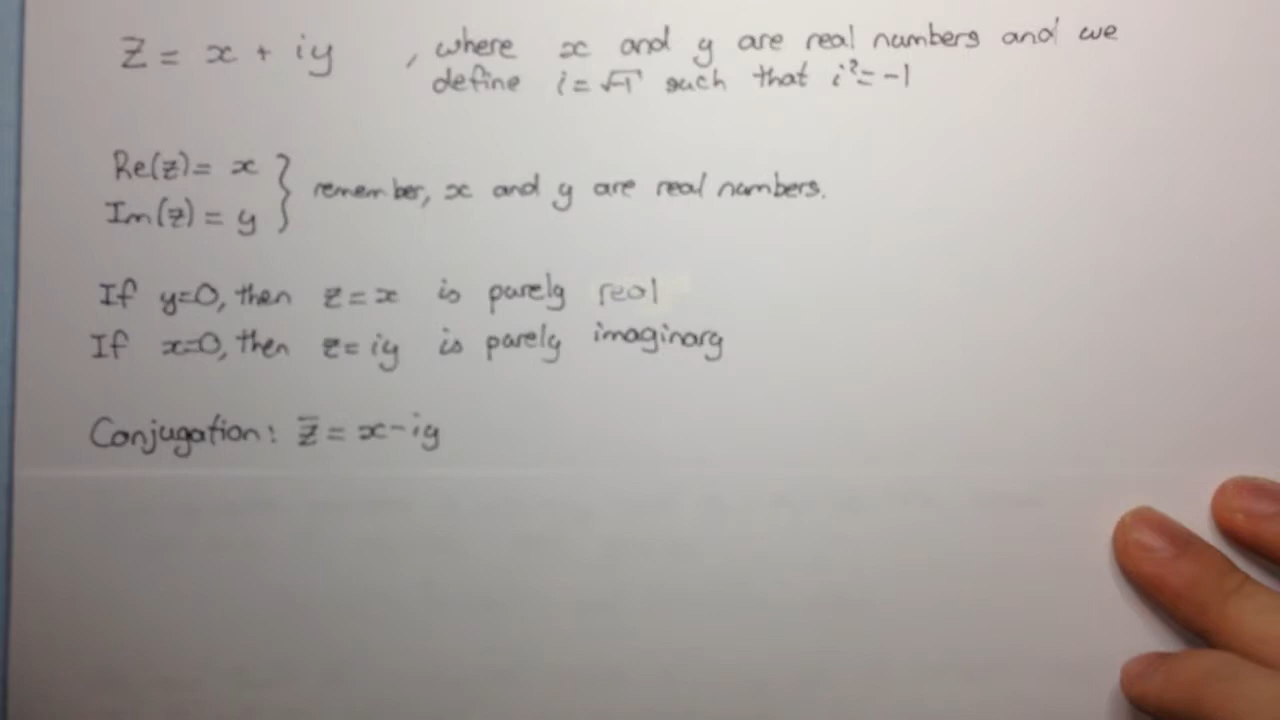 z = x + iy , where x and y are real numbers and we
define i = √-1 such that i² = -1
Re(z) = x
Im(z) = y } remember, x and y are real numbers.
If y=0, then z = x is purely real
If x=0, then z = iy is purely imaginary
Conjugation: z̄ = x - iy